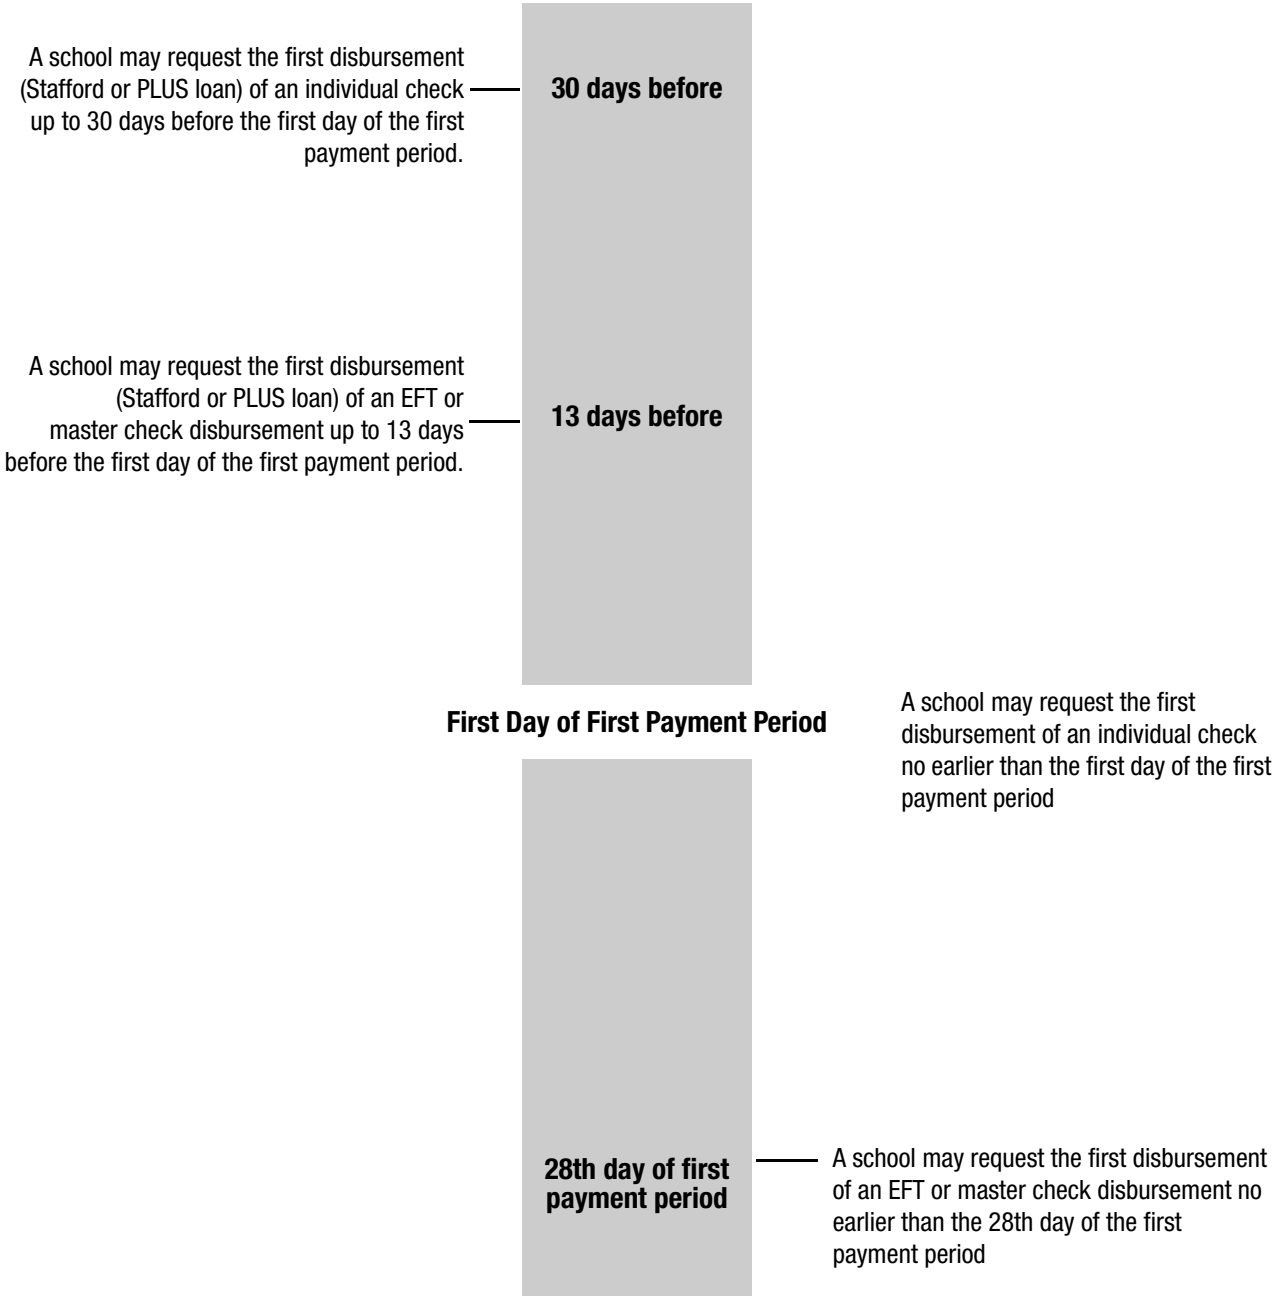 A school may request the first disbursement
(Stafford or PLUS loan) of an individual check
up to 30 days before the first day of the first
payment period.
30 days before
A school may request the first disbursement
(Stafford or PLUS loan) of an EFT or
master check disbursement up to 13 days
before the first day of the first payment period.
13 days before
First Day of First Payment Period
A school may request the first
disbursement of an individual check
no earlier than the first day of the first
payment period
28th day of first
payment period
A school may request the first disbursement
of an EFT or master check disbursement no
earlier than the 28th day of the first
payment period